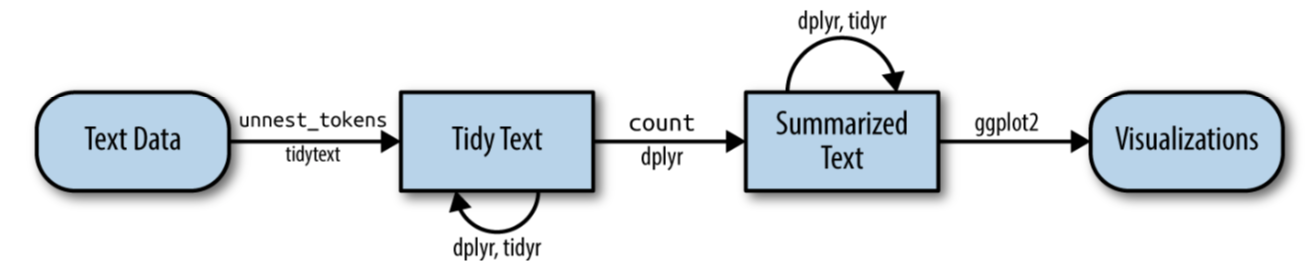 dplyr, tidyr
Text Data
unnest_tokens
tidytext
Tidy Text
dplyr, tidyr
count
dplyr
Summarized
Text
ggplot2
Visualizations